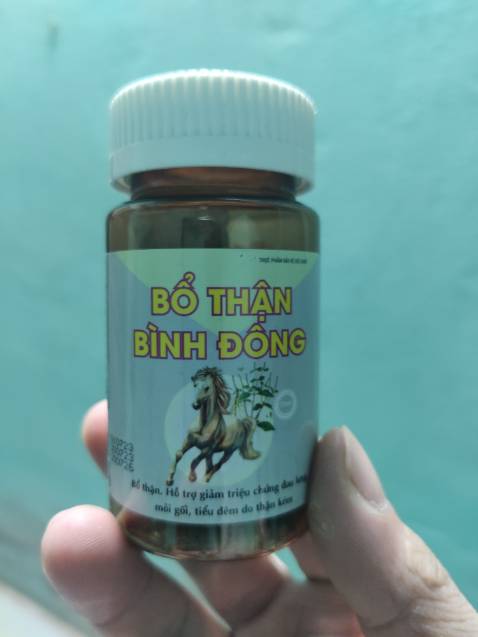 THỰC PHẨM BẢO VỆ SỨC KHỎE
BỔ THẬN
BÌNH ĐÔNG
Bổ thận. Hỗ trợ giảm triệu chứng đau lưng,
mỏi gối, tiểu đêm do thận kém